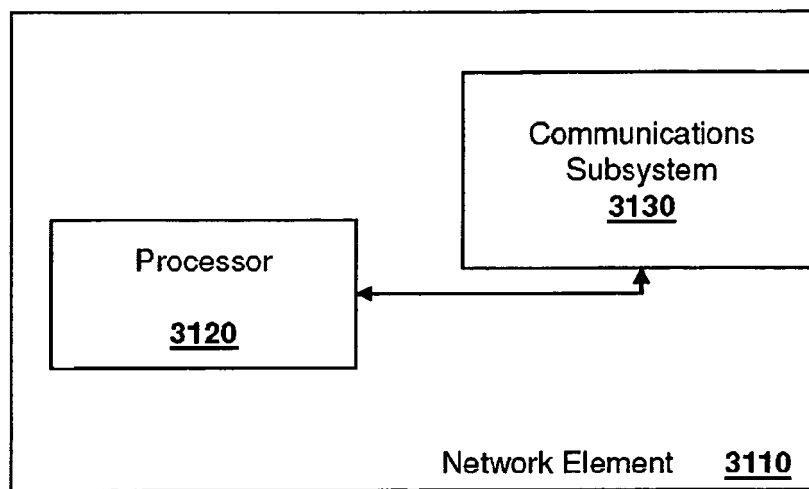 Communications
Subsystem
3130
Processor
3120
Network Element 3110